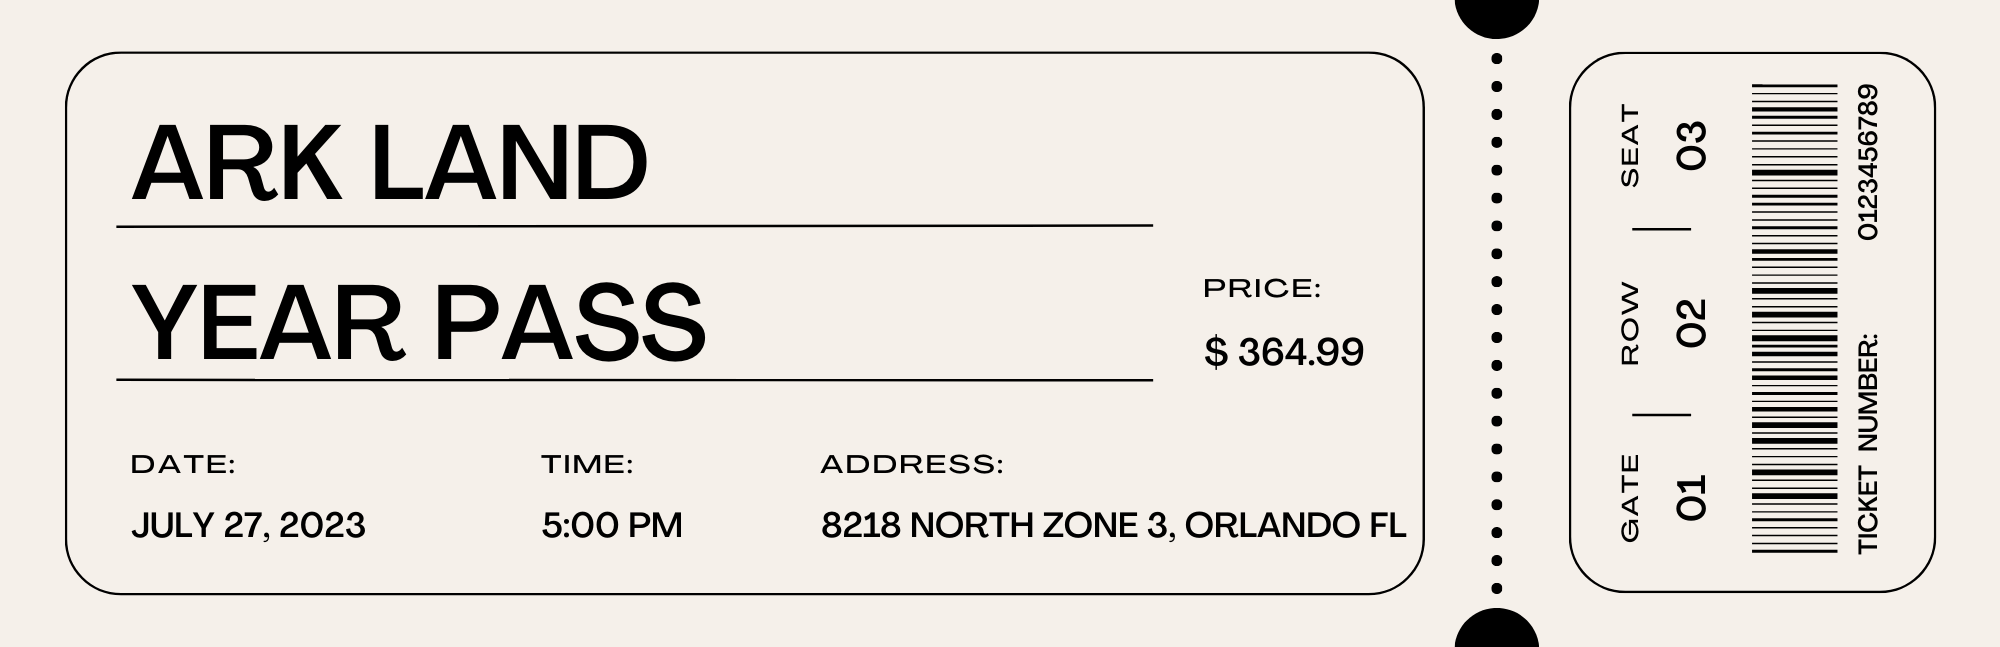 ARK LAND
YEAR PASS
PRICE:
$ 364.99
DATE:
JULY 27, 2023
TIME:
5:00 PM
ADDRESS:
8218 NORTH ZONE 3, ORLANDO FL
GATE
01
ROW
02
SEAT
03
TICKET NUMBER: 0123456789